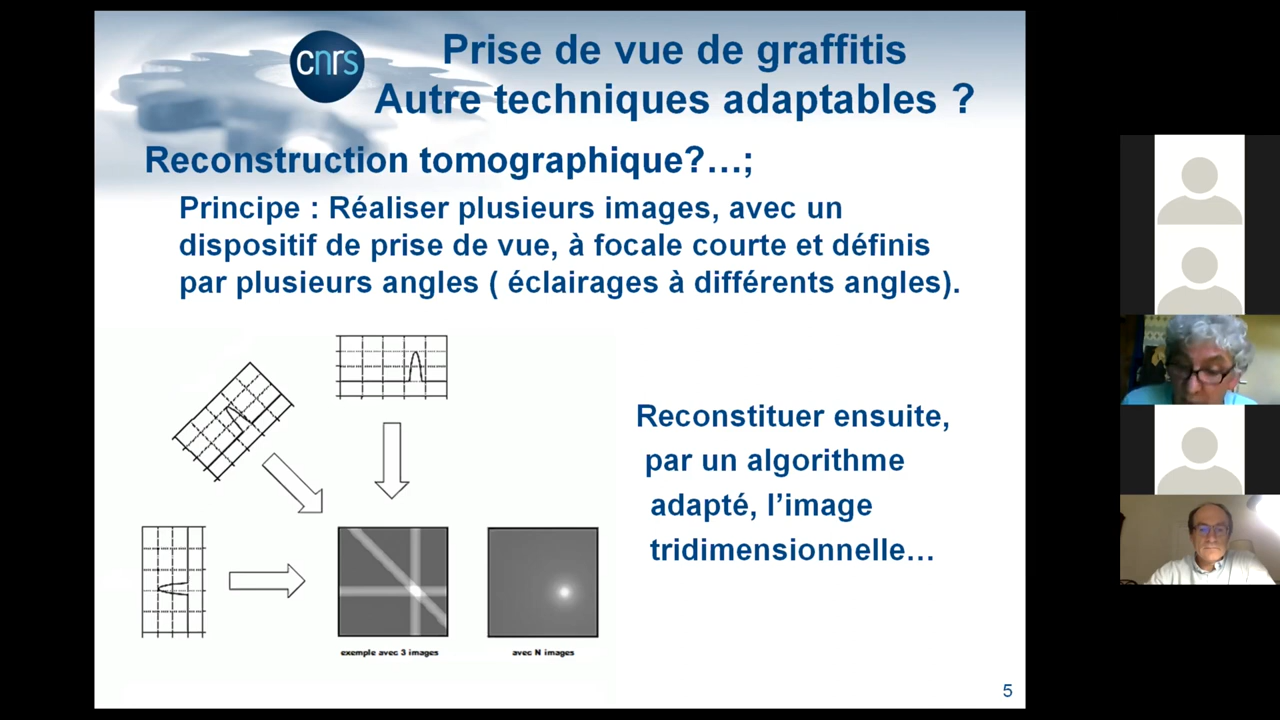 cnrs
Prise de vue de graffitis
Autre techniques adaptables ?
Reconstruction tomographique?...;
Principe : Réaliser plusieurs images, avec un
dispositif de prise de vue, à focale courte et définis
par plusieurs angles ( éclairages à différents angles).
Reconstituer ensuite,
par un algorithme
adapté, l’image
tridimensionnelle...
exemple avec 3 images
avec N images
5